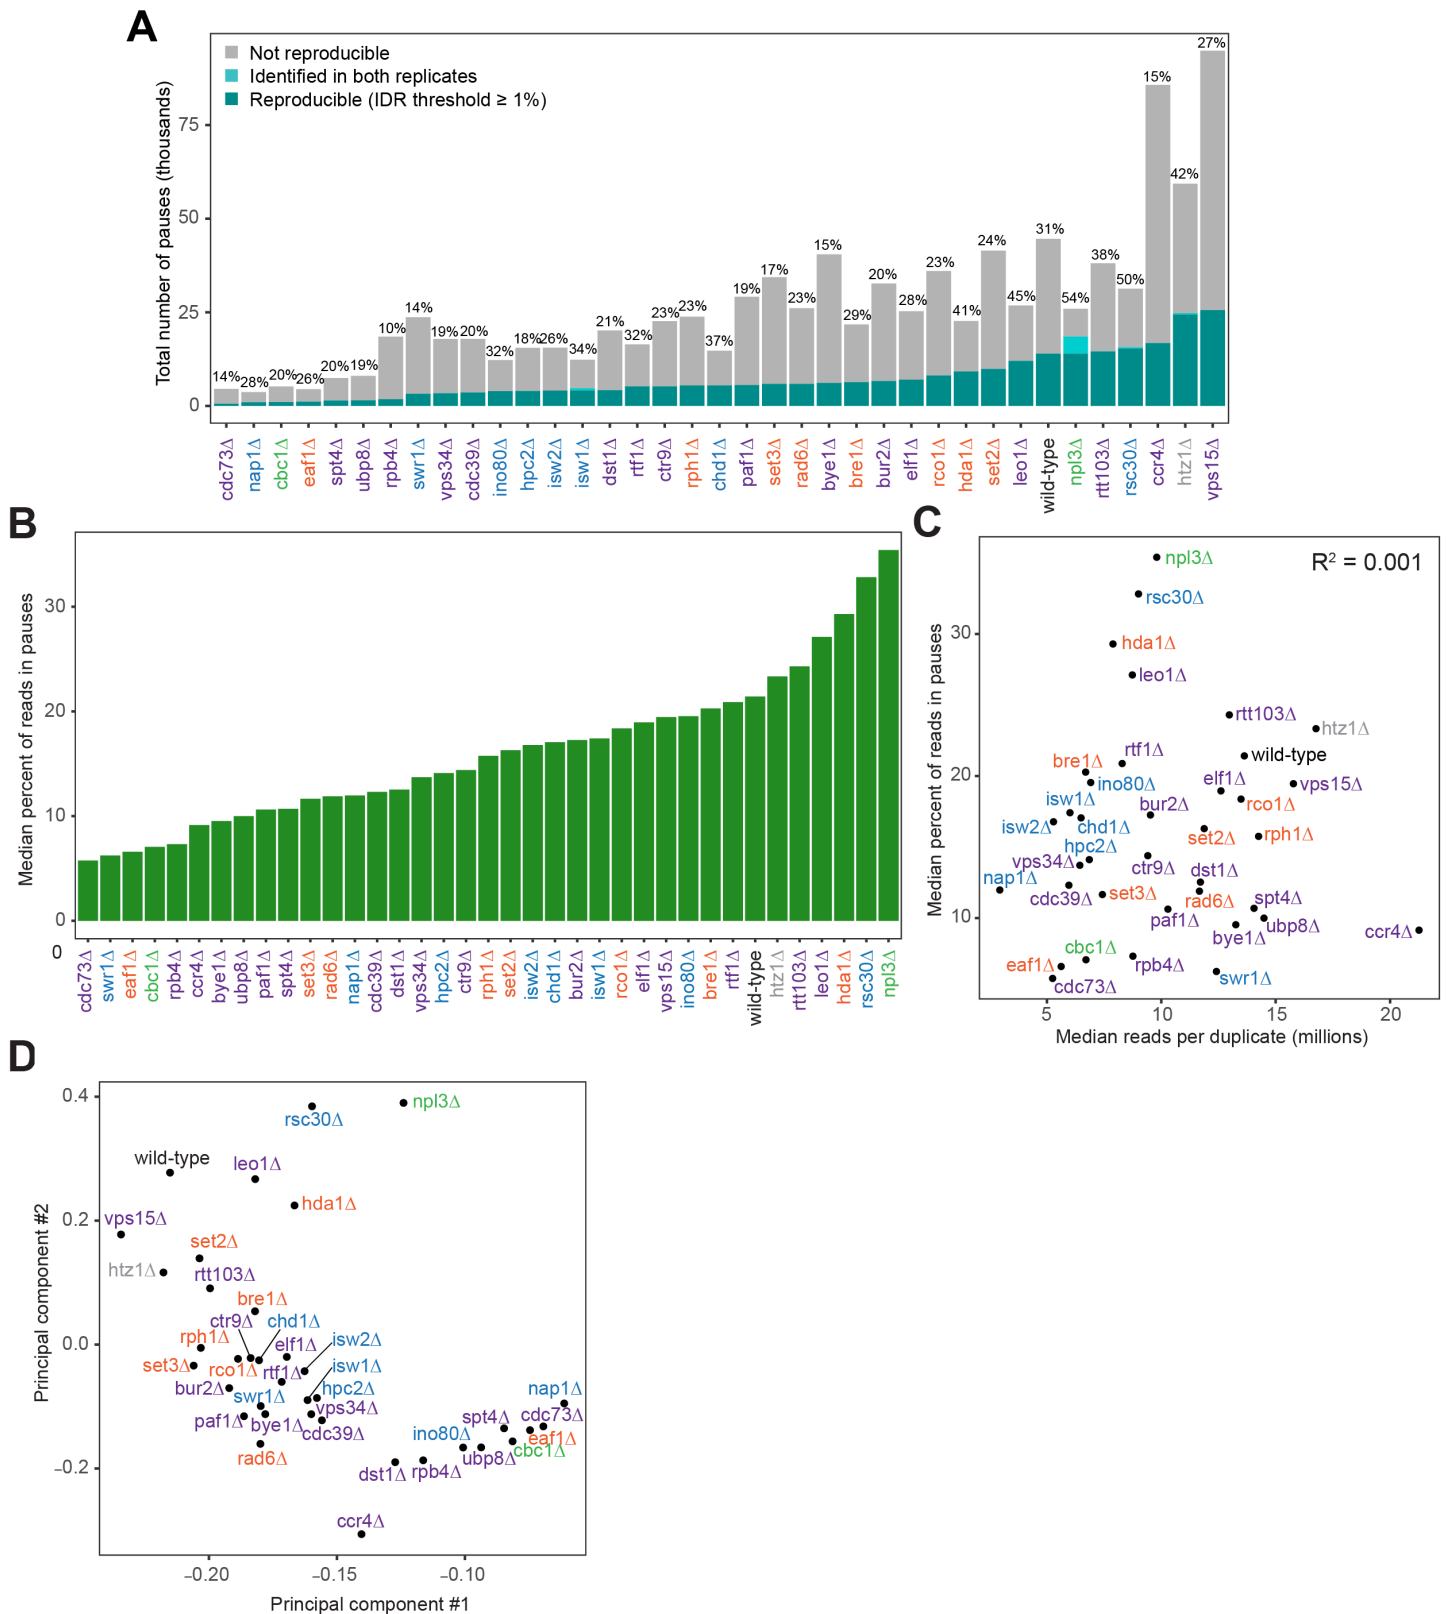 A
Not reproducible
Identified in both replicates
Reproducible (IDR threshold ≥ 1%)
Total number of pauses (thousands)
75
50
25
0
14%
28%
20%
26%
20%
19%
10%
14%
19%
20%
32%
18%
26%
34%
21%
32%
23%
23%
37%
19%
17%
23%
15%
29%
20%
28%
23%
41%
24%
45%
31%
54%
38%
50%
15%
42%
27%
cdc73Δ
nap1Δ
cbc1Δ
eaf1Δ
spt4Δ
ubp8Δ
rpb4Δ
swr1Δ
vps34Δ
cdc39Δ
ino80Δ
hpc2Δ
isw2Δ
isw1Δ
dst1Δ
rtf1Δ
ctr9Δ
rph1Δ
chd1Δ
paf1Δ
set3Δ
rad6Δ
bye1Δ
bre1Δ
bur2Δ
elf1Δ
rco1Δ
hda1Δ
set2Δ
leo1Δ
wild-type
npl3Δ
rtt103Δ
rsc30Δ
ccr4Δ
htz1Δ
vps15Δ
B
Median percent of reads in pauses
30
20
10
0
0
cdc73Δ
swr1Δ
eaf1Δ
cbc1Δ
rpb4Δ
ccr4Δ
bye1Δ
ubp8Δ
paf1Δ
spt4Δ
set3Δ
rad6Δ
nap1Δ
cdc39Δ
dst1Δ
vps34Δ
hpc2Δ
ctr9Δ
rph1Δ
set2Δ
isw2Δ
chd1Δ
bur2Δ
isw1Δ
rco1Δ
elf1Δ
vps15Δ
ino80Δ
bre1Δ
rtf1Δ
wild-type
htz1Δ
rtt103Δ
leo1Δ
hda1Δ
rsc30Δ
npl3Δ
C
R² = 0.001
Median percent of reads in pauses
30
20
10
npl3Δ
rsc30Δ
hda1Δ
leo1Δ
rtt103Δ
htz1Δ
rtf1Δ
wild-type
bre1Δ
ino80Δ
elf1Δ
vps15Δ
isw1Δ
bur2Δ
rco1Δ
isw2Δ
chd1Δ
set2Δ
rph1Δ
hpc2Δ
vps34Δ
ctr9Δ
dst1Δ
nap1Δ
cdc39Δ
set3Δ
rad6Δ
spt4Δ
paf1Δ
ubp8Δ
bye1Δ
ccr4Δ
cbc1Δ
eaf1Δ
rpb4Δ
cdc73Δ
swr1Δ
5
10
15
20
Median reads per duplicate (millions)
D
Principal component #2
0.4
0.2
0.0
−0.2
npl3Δ
rsc30Δ
wild-type
leo1Δ
hda1Δ
vps15Δ
set2Δ
htz1Δ
rtt103Δ
bre1Δ
ctr9Δ
chd1Δ
rph1Δ
elf1Δ
isw2Δ
set3Δ
rco1Δ
rtf1Δ
isw1Δ
bur2Δ
swr1Δ
hpc2Δ
nap1Δ
vps34Δ
paf1Δ
bye1Δ
cdc39Δ
spt4Δ
cdc73Δ
ino80Δ
eaf1Δ
rad6Δ
ubp8Δ
cbc1Δ
dst1Δ
rpb4Δ
ccr4Δ
−0.20
−0.15
−0.10
Principal component #1